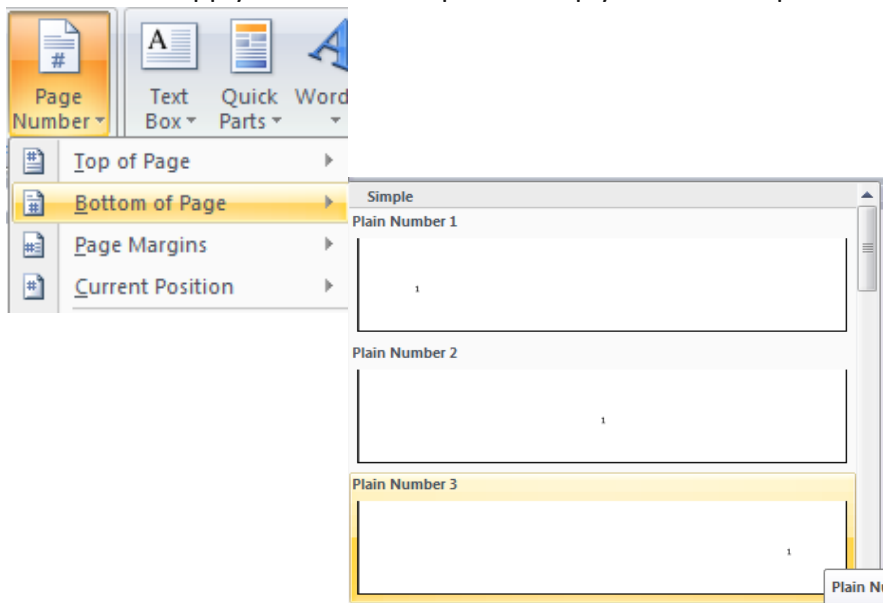 #
A
A
Page Number
Text Box
Quick Parts
Word
# Top of Page
# Bottom of Page
# Page Margins
# Current Position
Simple
Plain Number 1
1
Plain Number 2
1
Plain Number 3
1
Plain Nu